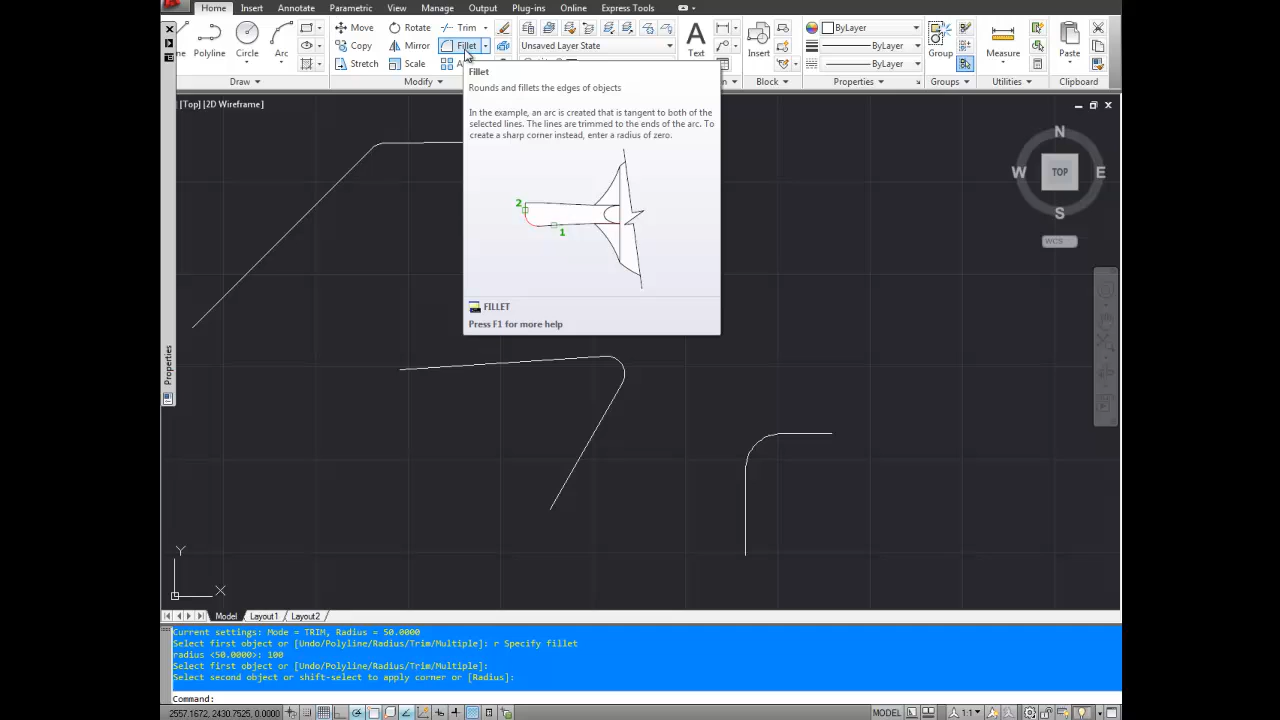 Home Insert Annotate Parametric View Manage Output Plug-ins Online Express Tools
Move Rotate Trim ByLayer
Polyline Circle Arc Copy Mirror Fillet Unsaved Layer State Text Insert ByLayer Group Measure Paste
Stretch Scale ByLayer
Draw Modify Block Properties Groups Utilities Clipboard
Fillet
Rounds and fillets the edges of objects
In the example, an arc is created that is tangent to both of the
selected lines. The lines are trimmed to the ends of the arc. To
create a sharp corner instead, enter a radius of zero.
2
1
FILLET
Press F1 for more help
[Top] [2D Wireframe]
N
W TOP E
S
WCS
Properties
Y
X
Model Layout1 Layout2
Current settings: Mode = TRIM, Radius = 50.0000
Select first object or [Undo/Polyline/Radius/Trim/Multiple]: r Specify fillet
radius <50.0000>: 100
Select first object or [Undo/Polyline/Radius/Trim/Multiple]:
Select second object or shift-select to apply corner or [Radius]:
Command:
2557.1672, 2430.7525, 0.0000 MODEL 1:1